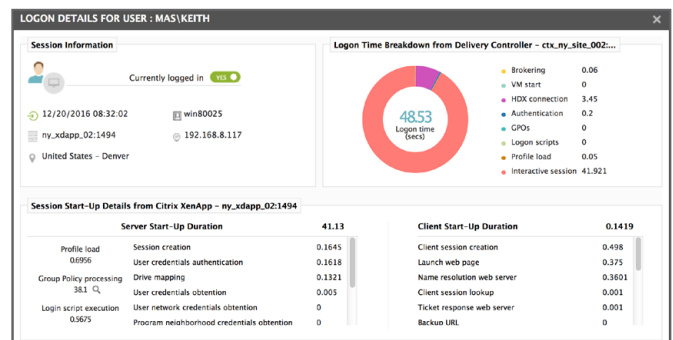 LOGON DETAILS FOR USER : MAS\KEITH
Session Information
Currently logged in YES
12/20/2016 08:32:02
win80025
ny_xdapp_02:1494
192.168.8.117
United States - Denver
Logon Time Breakdown from Delivery Controller - ctx_ny_site_002:...
48.53
Logon time
(secs)
Brokering 0.06
VM start 0
HDX connection 3.45
Authentication 0.2
GPOs 0
Logon scripts 0
Profile load 0.05
Interactive session 41.921
Session Start-Up Details from Citrix XenApp - ny_xdapp_02:1494
Server Start-Up Duration 41.13
Profile load
0.6956
Group Policy processing
38.1
Login script execution
0.5675
Session creation 0.1645
User credentials authentication 0.1618
Drive mapping 0.1321
User credentials obtention 0.005
User network credentials obtention 0
Program neighborhood credentials obtention 0
Client Start-Up Duration 0.1419
Client session creation 0.498
Launch web page 0.375
Name resolution web server 0.3601
Client session lookup 0.001
Ticket response web server 0.001
Backup URL 0